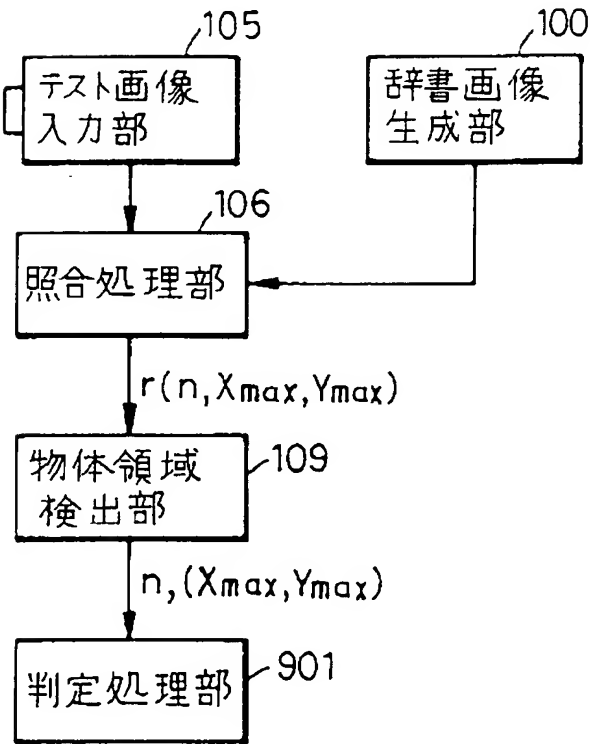 105
テスト画像
入力部
100
辞書画像
生成部
106
照合処理部
r(n,Xmax,Ymax)
物体領域
検出部
109
n,(Xmax,Ymax)
判定処理部
901